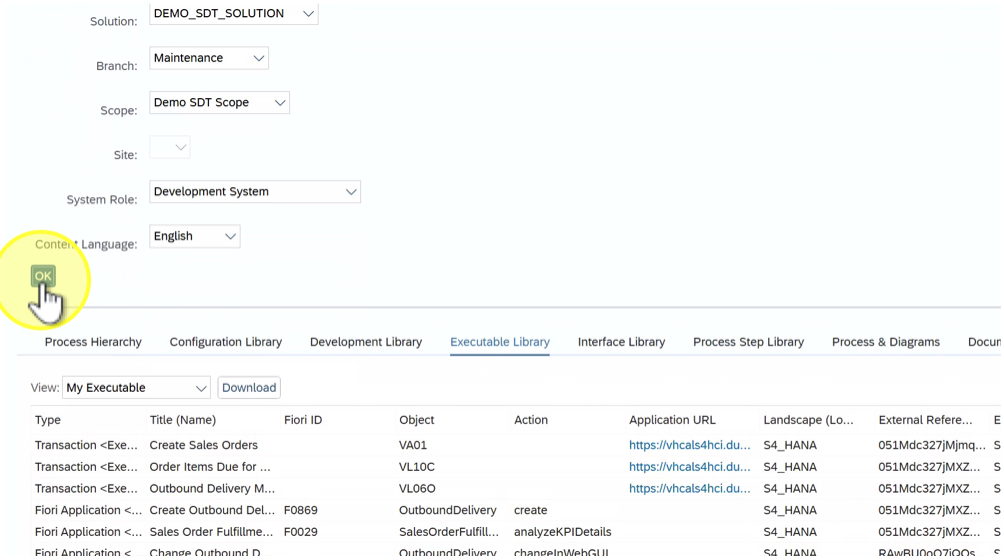 Solution: DEMO_SDT_SOLUTION
Branch: Maintenance
Scope: Demo SDT Scope
Site:
System Role: Development System
Content Language: English
OK
Process Hierarchy Configuration Library Development Library Executable Library Interface Library Process Step Library Process & Diagrams Docum
View: My Executable Download
Type Title (Name) Fiori ID Object Action Application URL Landscape (Lo... External Refere... E
Transaction <Exe... Create Sales Orders VA01 https://vhcals4hci.du... S4_HANA 051Mdc327jMjmq... S
Transaction <Exe... Order Items Due for ... VL10C https://vhcals4hci.du... S4_HANA 051Mdc327jMXZ... S
Transaction <Exe... Outbound Delivery M... VL06O https://vhcals4hci.du... S4_HANA 051Mdc327jMXZ... S
Fiori Application <... Create Outbound Del... F0869 OutboundDelivery create S4_HANA 051Mdc327jMXZ... S
Fiori Application <... Sales Order Fulfillme... F0029 SalesOrderFulfill... analyzeKPIDetails S4_HANA 051Mdc327jMXZ... S
Fiori Application <... Change Outbound D... OutboundDelivery changeInWebGUI S4_HANA